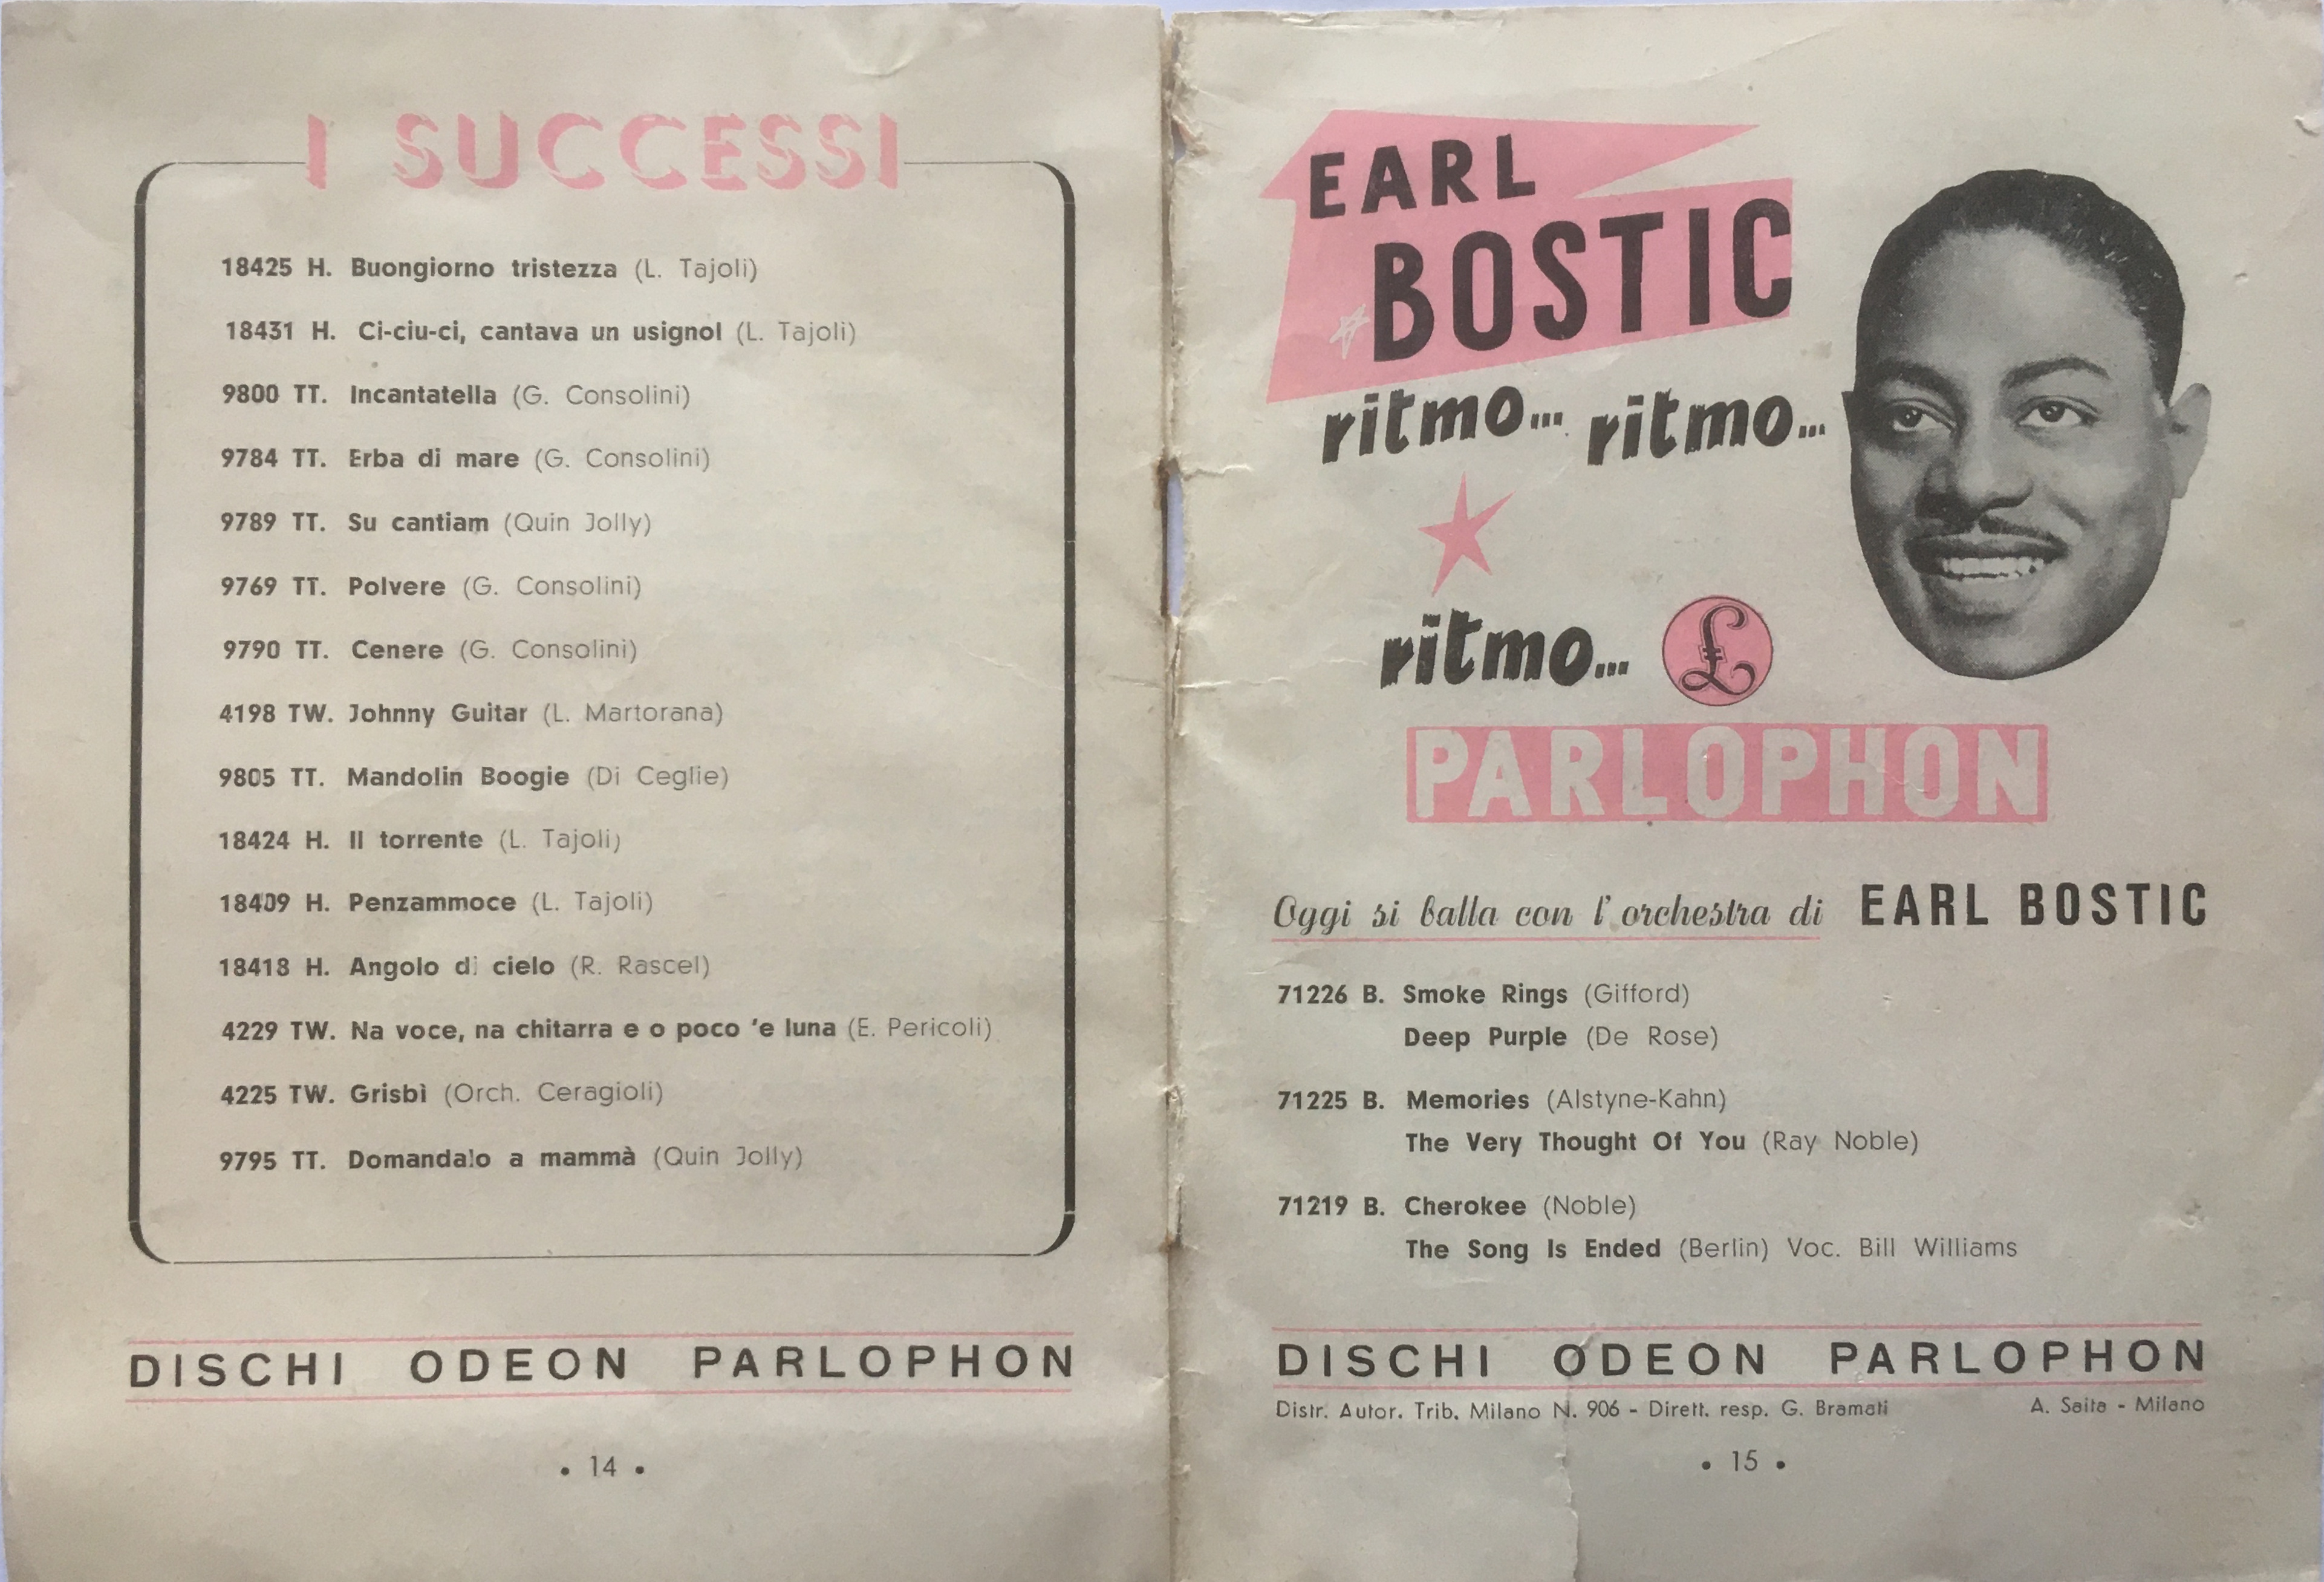 I SUCCESSI
18425 H. Buongiorno tristezza (L. Tajoli)
18431 H. Ci-ciu-ci, cantava un usignol (L. Tajoli)
9800 TT. Incantatella (G. Consolini)
9784 TT. Erba di mare (G. Consolini)
9789 TT. Su cantiam (Quin Jolly)
9769 TT. Polvere (G. Consolini)
9790 TT. Cenere (G. Consolini)
4198 TW. Johnny Guitar (L. Martorana)
9805 TT. Mandolin Boogie (Di Ceglie)
18424 H. Il torrente (L. Tajoli)
18409 H. Penzammoce (L. Tajoli)
18418 H. Angolo di cielo (R. Rascel)
4229 TW. Na voce, na chitarra e o poco 'e luna (E. Pericoli)
4225 TW. Grisbì (Orch. Ceragioli)
9795 TT. Domandalo a mammà (Quin Jolly)
DISCHI ODEON PARLOPHON
• 14 •
EARL
BOSTIC
ritmo... ritmo...
ritmo... £
PARLOPHON
Oggi si balla con l'orchestra di EARL BOSTIC
71226 B. Smoke Rings (Gifford)
Deep Purple (De Rose)
71225 B. Memories (Alstyne-Kahn)
The Very Thought Of You (Ray Noble)
71219 B. Cherokee (Noble)
The Song Is Ended (Berlin) Voc. Bill Williams
DISCHI ODEON PARLOPHON
Distr. Autor. Trib. Milano N. 906 - Dirett. resp. G. Bramati A. Saita - Milano
• 15 •